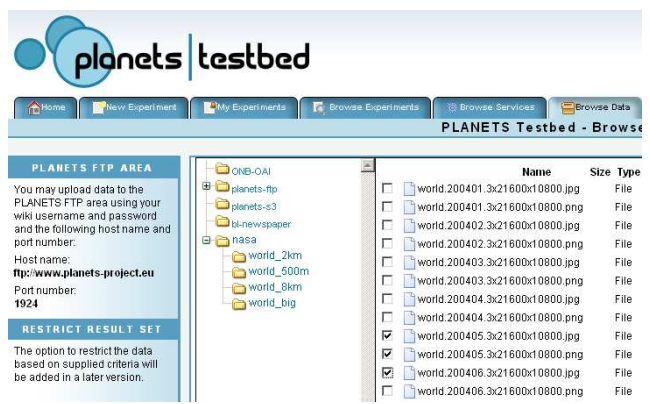 planets testbed
Home New Experiment My Experiments Browse Experiments Browse Services Browse Data
PLANETS Testbed - Browse
PLANETS FTP AREA
You may upload data to the
PLANETS FTP area using your
wiki username and password
and the following host name and
port number:
Host name:
ftp://www.planets-project.eu
Port number:
1924
RESTRICT RESULT SET
The option to restrict the data
based on supplied criteria will
be added in a later version.
ONB-OAI
planets-ftp
planets-s3
bl-newspaper
nasa
world_2km
world_500m
world_8km
world_big
Name Size Type
world.200401.3x21600x10800.jpg File
world.200401.3x21600x10800.png File
world.200402.3x21600x10800.jpg File
world.200402.3x21600x10800.png File
world.200403.3x21600x10800.jpg File
world.200403.3x21600x10800.png File
world.200404.3x21600x10800.jpg File
world.200404.3x21600x10800.png File
world.200405.3x21600x10800.jpg File
world.200405.3x21600x10800.png File
world.200406.3x21600x10800.jpg File
world.200406.3x21600x10800.png File